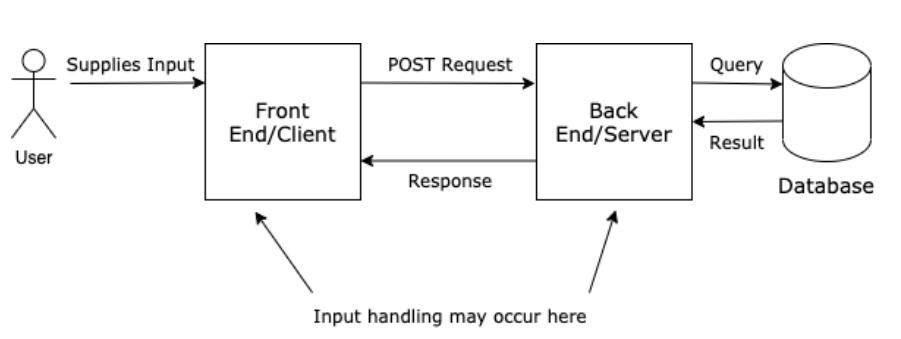 Supplies Input
POST Request
Query
Front
End/Client
Back
End/Server
User
Result
Response
Database
Input handling may occur here